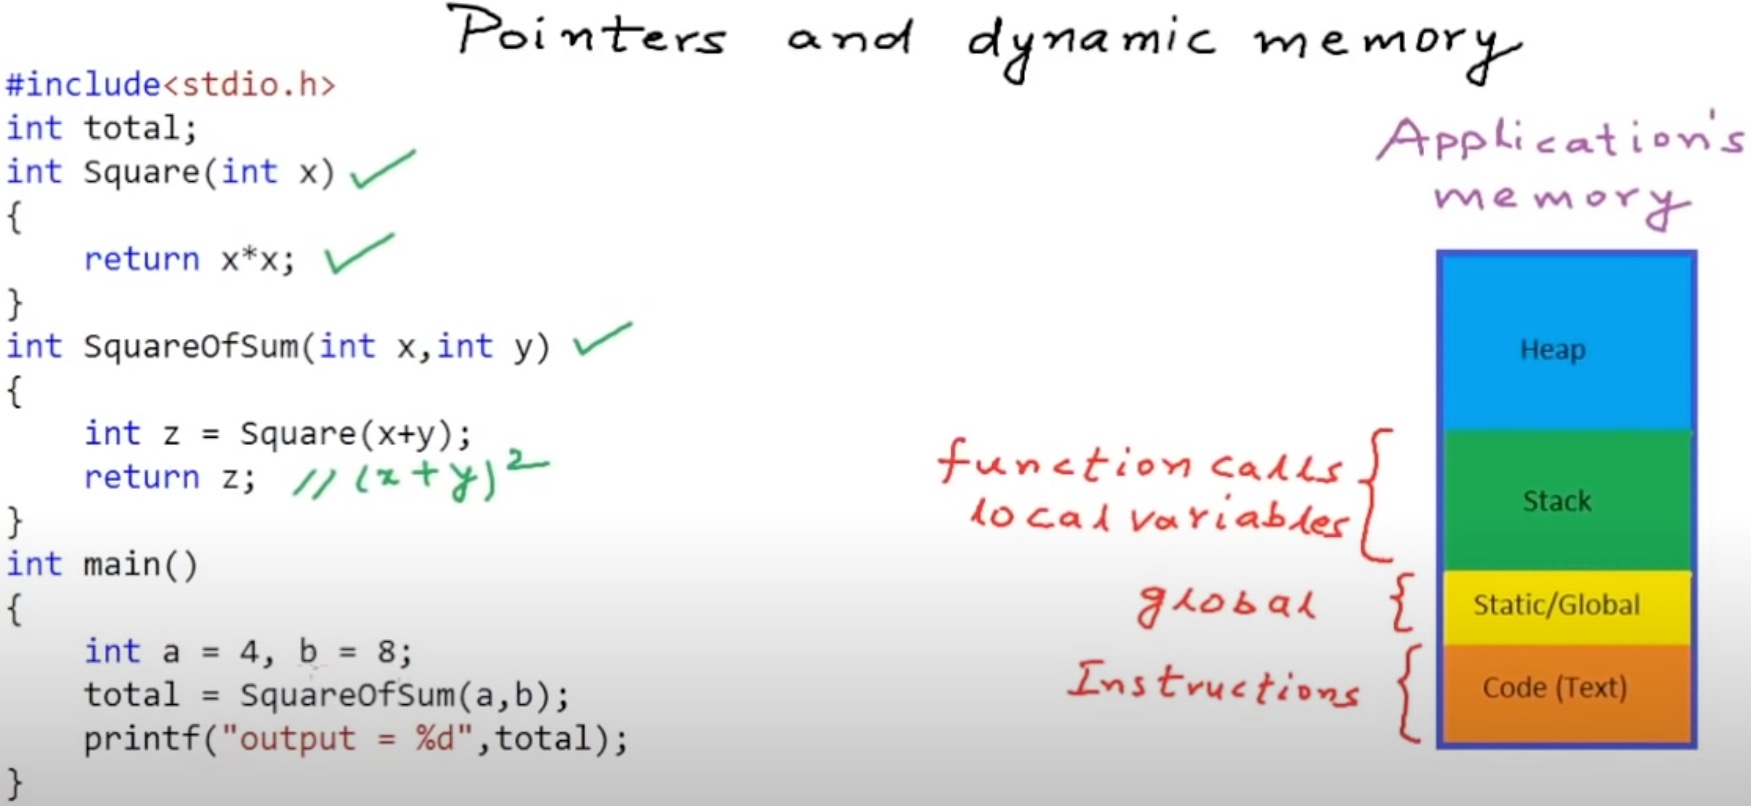 Pointers and dynamic memory
#include<stdio.h>
int total;
int Square(int x)
{
    return x*x;
}
int SquareOfSum(int x,int y)
{
    int z = Square(x+y);
    return z; //(x+y)²
}
int main()
{
    int a = 4, b = 8;
    total = SquareOfSum(a,b);
    printf("output = %d",total);
}
Application's
memory
Heap
function calls
local variables
Stack
global
Static/Global
Instructions
Code (Text)